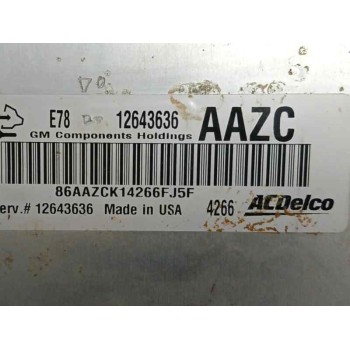 E78 12643636 AAZC
GM Components Holdings
86AAZCK14266FJ5F
erv.# 12643636 Made in USA 4266 ACDelco